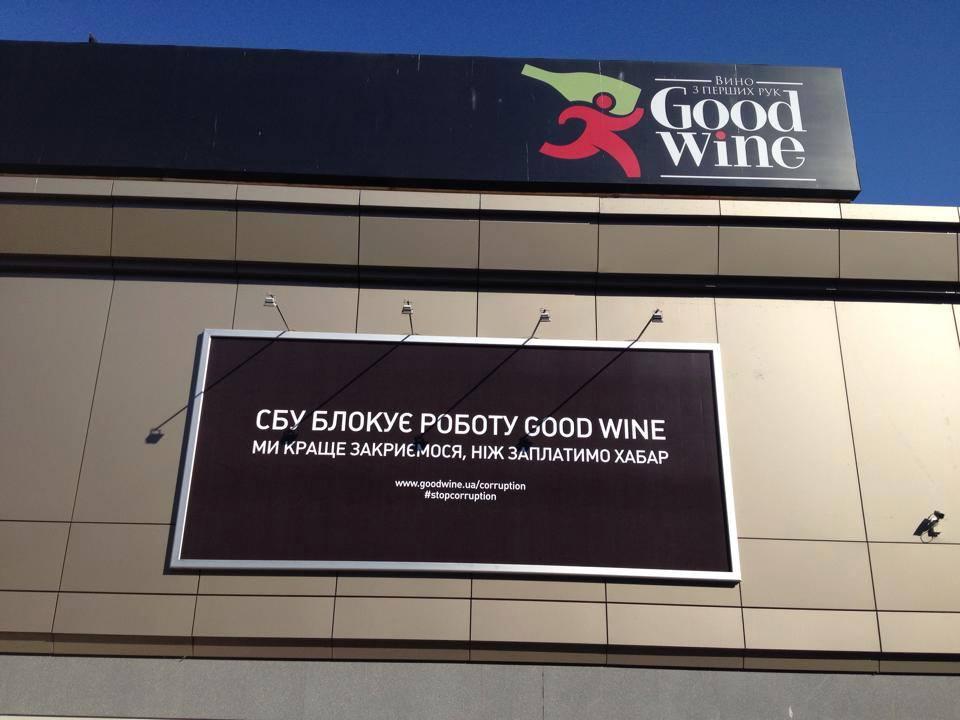 Вино
з перших рук
Good
Wine
СБУ БЛОКУЄ РОБОТУ GOOD WINE
МИ КРАЩЕ ЗАКРИЄМОСЯ, НІЖ ЗАПЛАТИМО ХАБАР
www.goodwine.ua/corruption
#stopcorruption